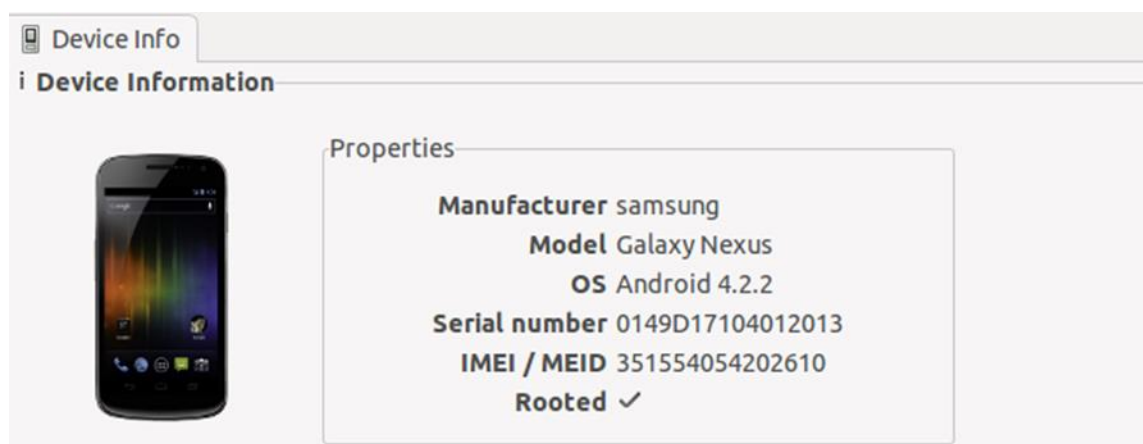 Device Info
i Device Information
Properties
Manufacturer samsung
Model Galaxy Nexus
OS Android 4.2.2
Serial number 0149D17104012013
IMEI / MEID 351554054202610
Rooted ✓